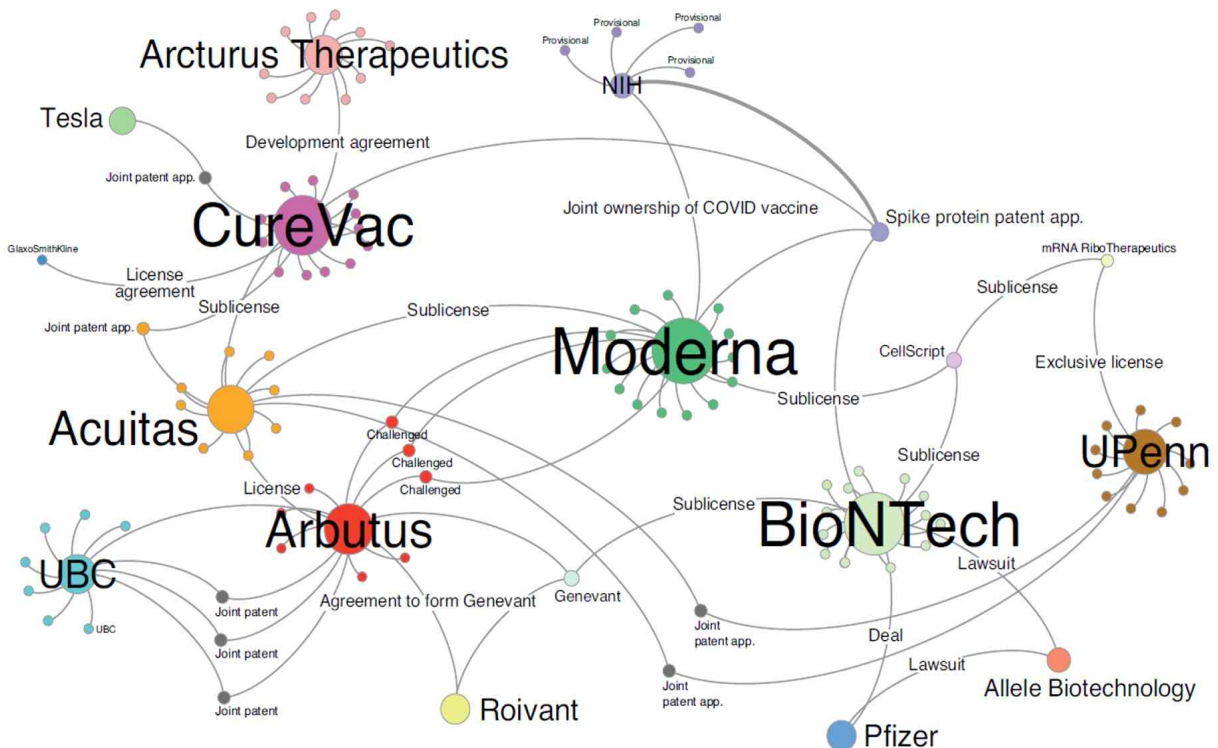 Provisional
Provisional
Provisional
Provisional
Arcturus Therapeutics
NIH
Tesla
Development agreement
Joint patent app.
CureVac
Joint ownership of COVID vaccine
Spike protein patent app.
GlaxoSmithKline
mRNA RiboTherapeutics
License
agreement
Sublicense
Sublicense
Sublicense
Joint patent app.
Moderna
CellScript
Exclusive license
Sublicense
Acuitas
Challenged
Challenged
Challenged
UPenn
Sublicense
License
Sublicense
Arbutus
BioNTech
Lawsuit
UBC
Genevant
Agreement to form Genevant
Joint patent
UBC
Joint patent
Joint
patent app.
Deal
Lawsuit
Joint
patent app.
Allele Biotechnology
Joint patent
Roivant
Pfizer